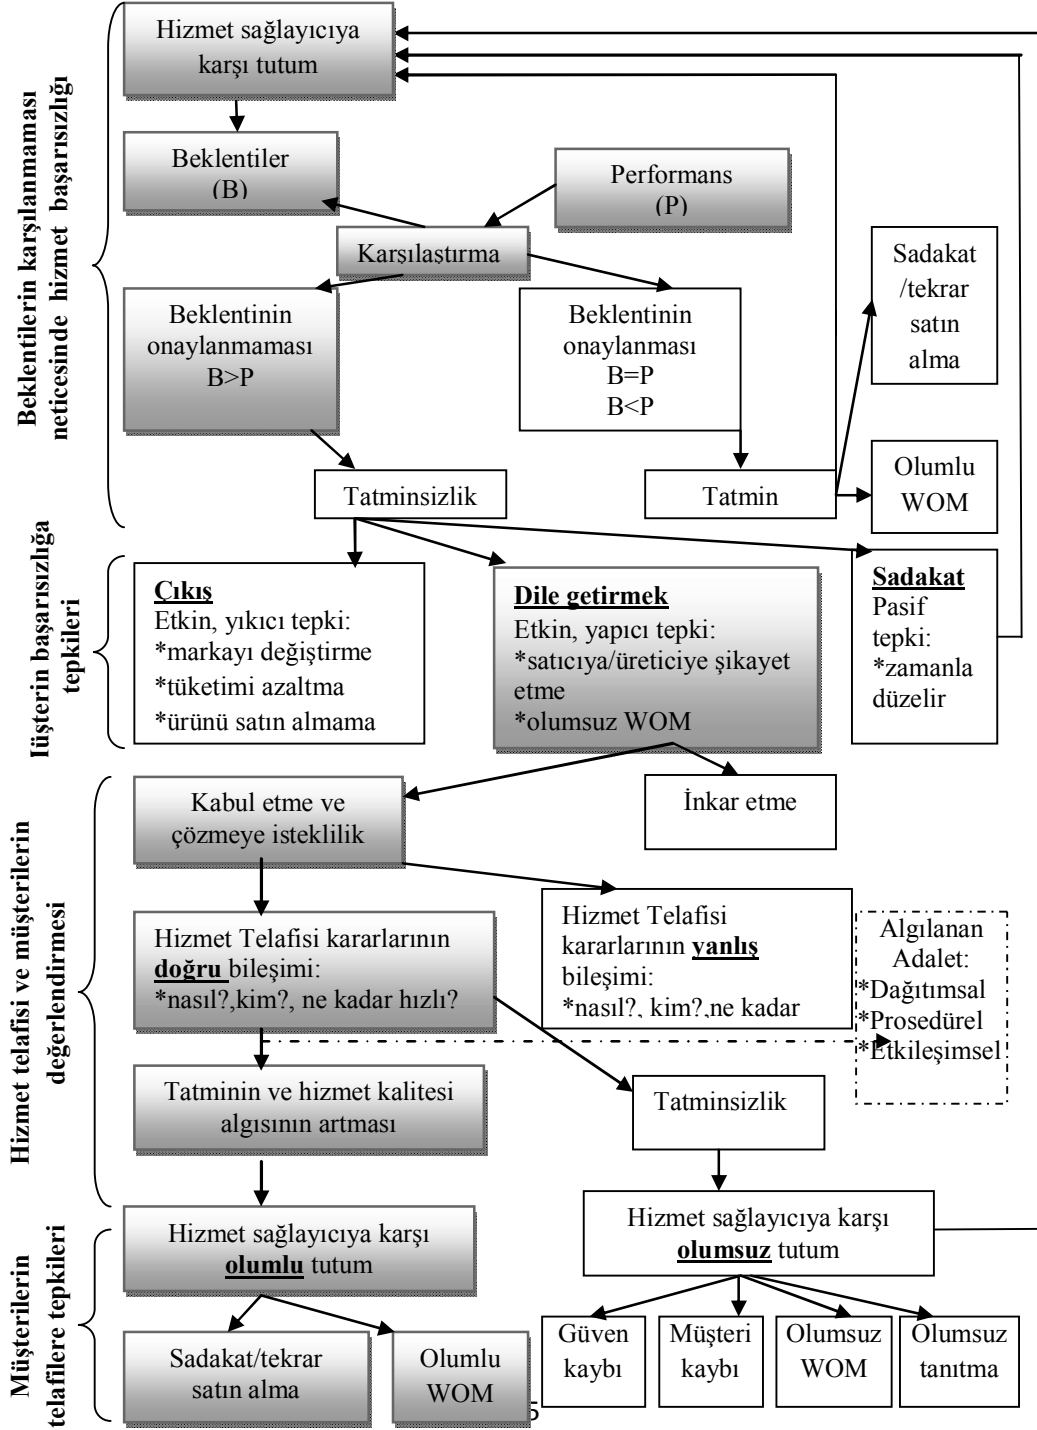 Beklentilerin karşılanmaması
neticesinde hizmet başarısızlığı
Hizmet sağlayıcıya
karşı tutum
Beklentiler
(B)
Performans
(P)
Karşılaştırma
Beklentinin
onaylanmaması
B>P
Beklentinin
onaylanması
B=P
B<P
Sadakat
/tekrar
satın
alma
Olumlu
WOM
Tatminsizlik
Tatmin
lüşterin başarısızlığa
tepkileri
Çıkış
Etkin, yıkıcı tepki:
*markayı değiştirme
*tüketimi azaltma
*ürünü satın almama
Dile getirmek
Etkin, yapıcı tepki:
*satıcıya/üreticiye şikayet
etme
*olumsuz WOM
Sadakat
Pasif
tepki:
*zamanla
düzelir
Hizmet telafisi ve müşterilerin
değerlendirmesi
Kabul etme ve
çözmeye isteklilik
İnkar etme
Hizmet Telafisi kararlarının
doğru bileşimi:
*nasıl?,kim?, ne kadar hızlı?
Hizmet Telafisi
kararlarının yanlış
bileşimi:
*nasıl?, kim?,ne kadar
Algılanan
Adalet:
*Dağıtımsal
*Prosedürel
*Etkileşimsel
Tatminin ve hizmet kalitesi
algısının artması
Tatminsizlik
Müşterilerin
telafilere tepkileri
Hizmet sağlayıcıya karşı
olumlu tutum
Hizmet sağlayıcıya karşı
olumsuz tutum
Sadakat/tekrar
satın alma
Olumlu
WOM
Güven
kaybı
Müşteri
kaybı
Olumsuz
WOM
Olumsuz
tanıtma
5